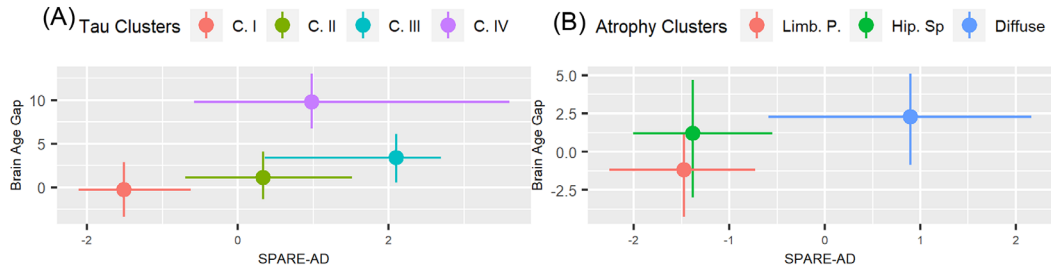 (A) Tau Clusters C. I C. II C. III C. IV
Brain Age Gap
10
5
0
-2 0 2
SPARE-AD
(B) Atrophy Clusters Limb. P. Hip. Sp Diffuse
Brain Age Gap
5.0
2.5
0.0
-2.5
-2 -1 0 1 2
SPARE-AD